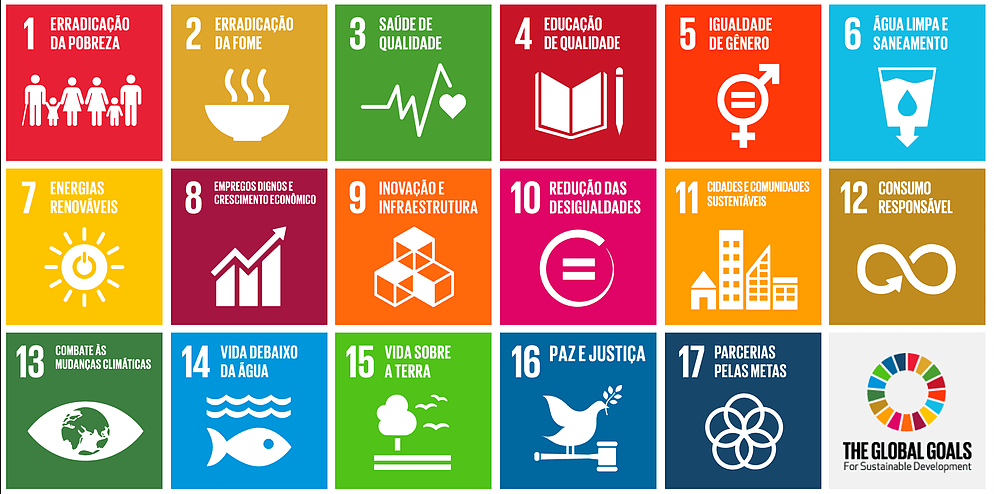 1 ERRADICAÇÃO
DA POBREZA
2 ERRADICAÇÃO
DA FOME
3 SAÚDE DE
QUALIDADE
4 EDUCAÇÃO
DE QUALIDADE
5 IGUALDADE
DE GÊNERO
6 ÁGUA LIMPA E
SANEAMENTO
7 ENERGIAS
RENOVÁVEIS
8 EMPREGOS DIGNOS E
CRESCIMENTO ECONÔMICO
9 INOVAÇÃO E
INFRAESTRUTURA
10 REDUÇÃO DAS
DESIGUALDADES
11 CIDADES E COMUNIDADES
SUSTENTÁVEIS
12 CONSUMO
RESPONSÁVEL
13 COMBATE ÀS
MUDANÇAS CLIMÁTICAS
14 VIDA DEBAIXO
DA ÁGUA
15 VIDA SOBRE
A TERRA
16 PAZ E JUSTIÇA
17 PARCERIAS
PELAS METAS
THE GLOBAL GOALS
For Sustainable Development